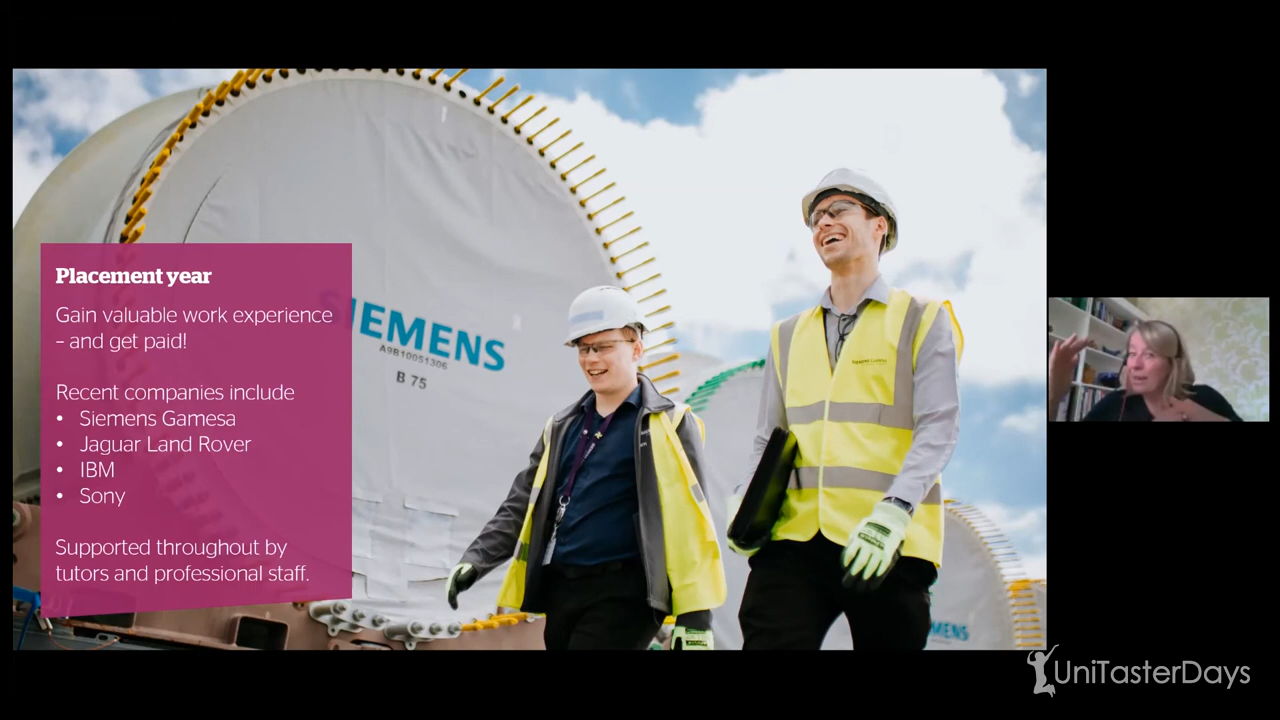 Placement year
Gain valuable work experience
– and get paid!
Recent companies include
• Siemens Gamesa
• Jaguar Land Rover
• IBM
• Sony
Supported throughout by
tutors and professional staff.
SIEMENS
A9B10051306
B 75
UniTasterDays